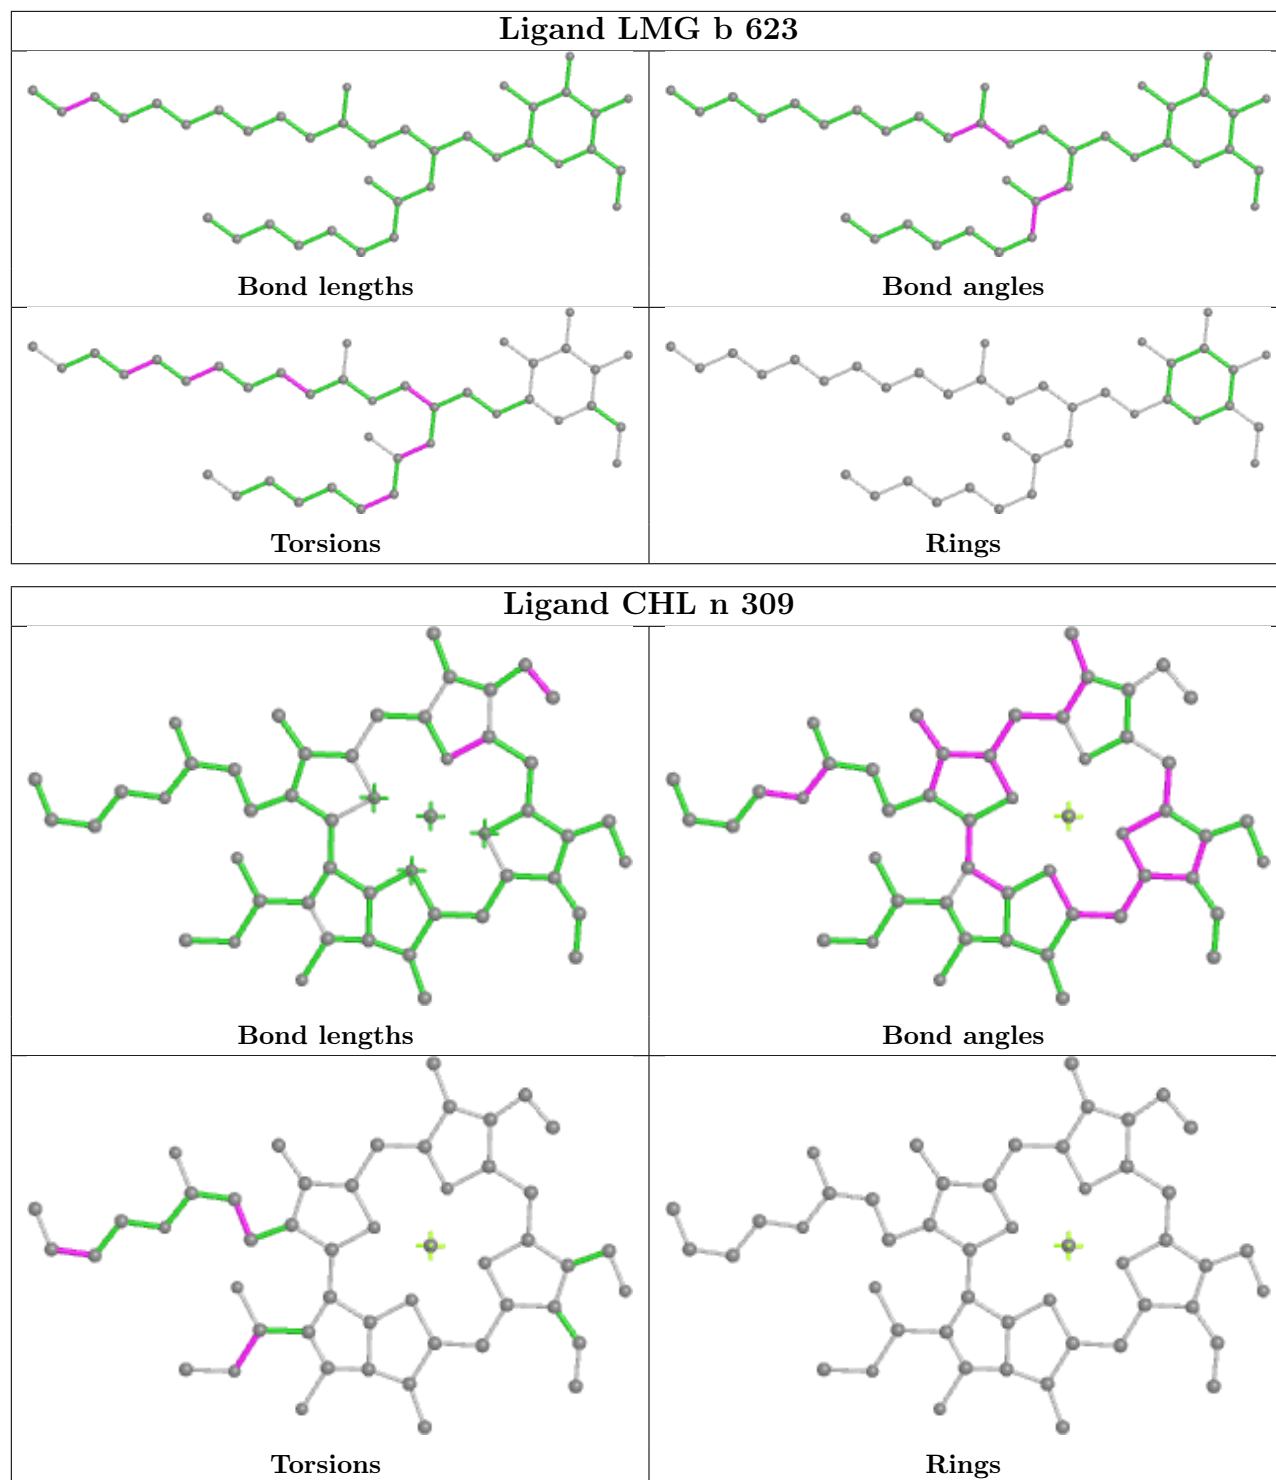 Ligand LMG b 623
Bond lengths
Bond angles
Torsions
Rings
Ligand CHL n 309
Bond lengths
Bond angles
Torsions
Rings